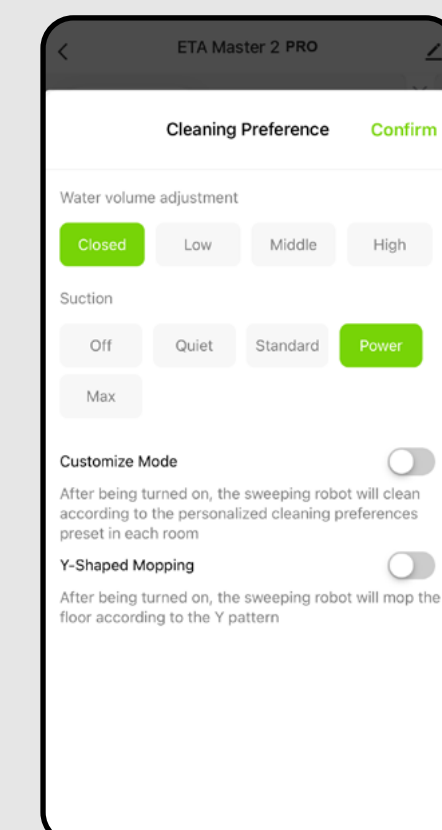 ETA Master 2 PRO
Cleaning Preference Confirm
Water volume adjustment
Closed Low Middle High
Suction
Off Quiet Standard Power
Max
Customize Mode
After being turned on, the sweeping robot will clean
according to the personalized cleaning preferences
preset in each room
Y-Shaped Mopping
After being turned on, the sweeping robot will mop the
floor according to the Y pattern